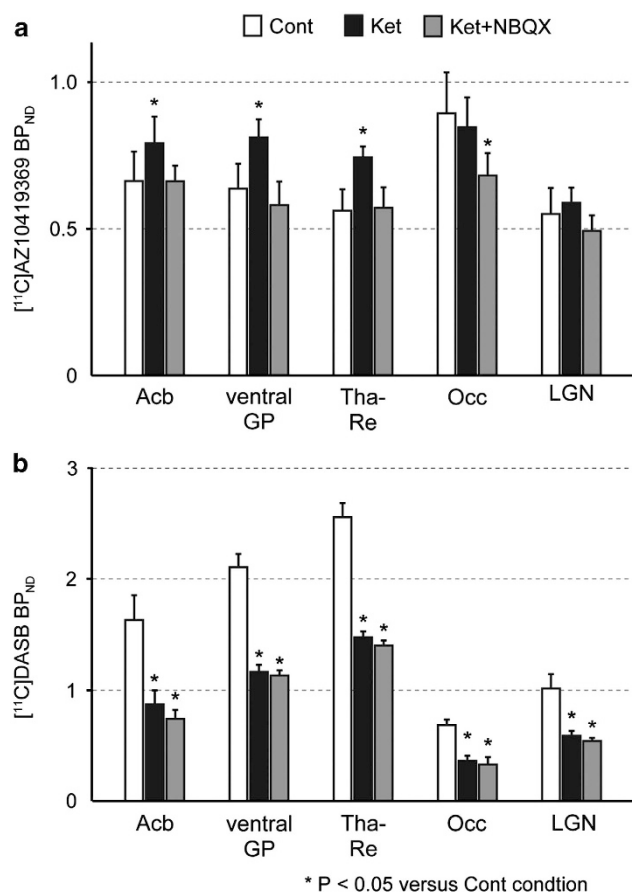 a
Cont Ket Ket+NBQX
[¹¹C]AZ10419369 BP_ND
1.0
0.5
0
* * * *
Acb ventral GP Tha-Re Occ LGN
b
[¹¹C]DASB BP_ND
3
2
1
0
* * * * * * * * * *
Acb ventral GP Tha-Re Occ LGN
* P < 0.05 versus Cont condtion